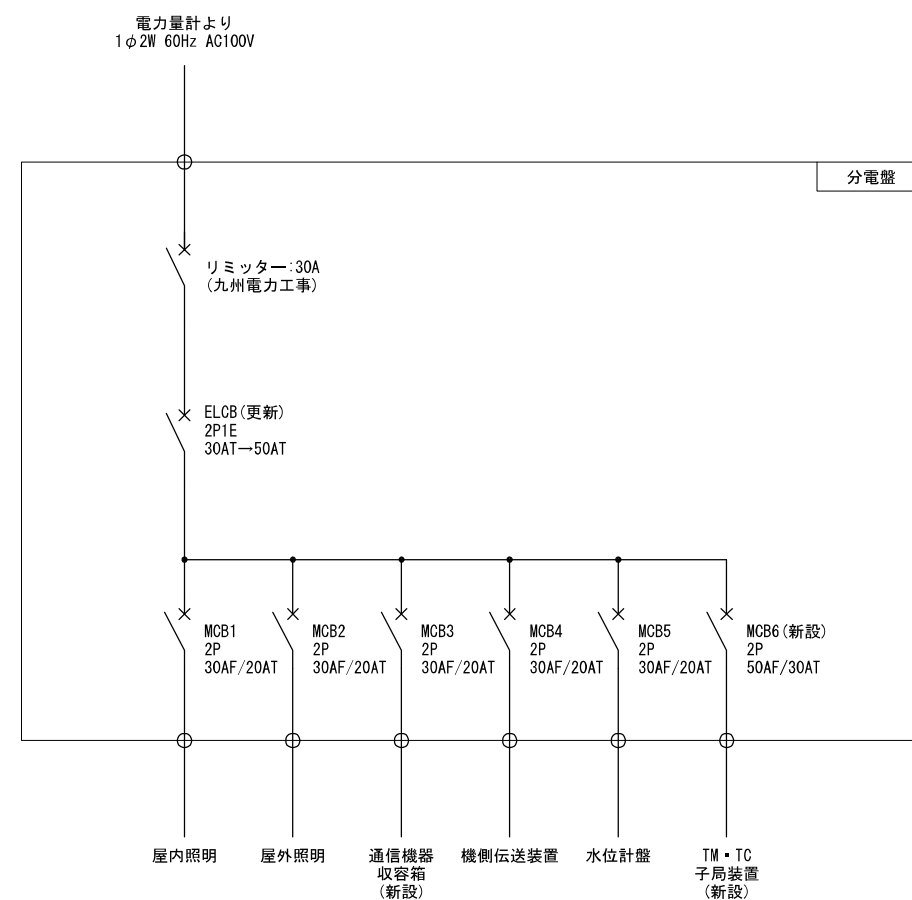 電力量計より
1φ2W 60Hz AC100V
分電盤
リミッター:30A
(九州電力工事)
ELCB(更新)
2P1E
30AT→50AT
MCB1
2P
30AF/20AT
MCB2
2P
30AF/20AT
MCB3
2P
30AF/20AT
MCB4
2P
30AF/20AT
MCB5
2P
30AF/20AT
MCB6(新設)
2P
50AF/30AT
屋内照明
屋外照明
通信機器
収容箱
(新設)
機側伝送装置
水位計盤
TM・TC
子局装置
(新設)